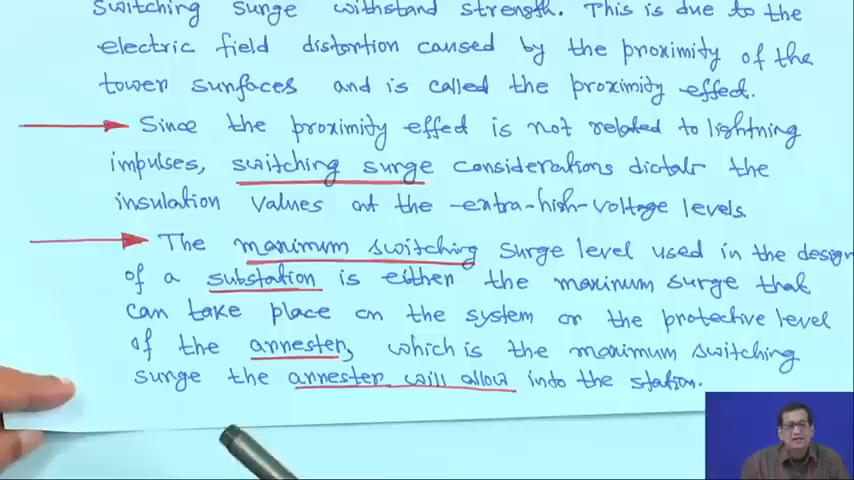 switching surge withstand strength. This is due to the
electric field distortion caused by the proximity of the
tower surfaces and is called the proximity effect.
Since the proximity effect is not related to lightning
impulses, switching surge considerations dictate the
insulation values at the extra-high-voltage levels.
The maximum switching surge level used in the design
of a substation is either the maximum surge that
can take place on the system or the protective level
of the arrester, which is the maximum switching
surge the arrester will allow into the station.